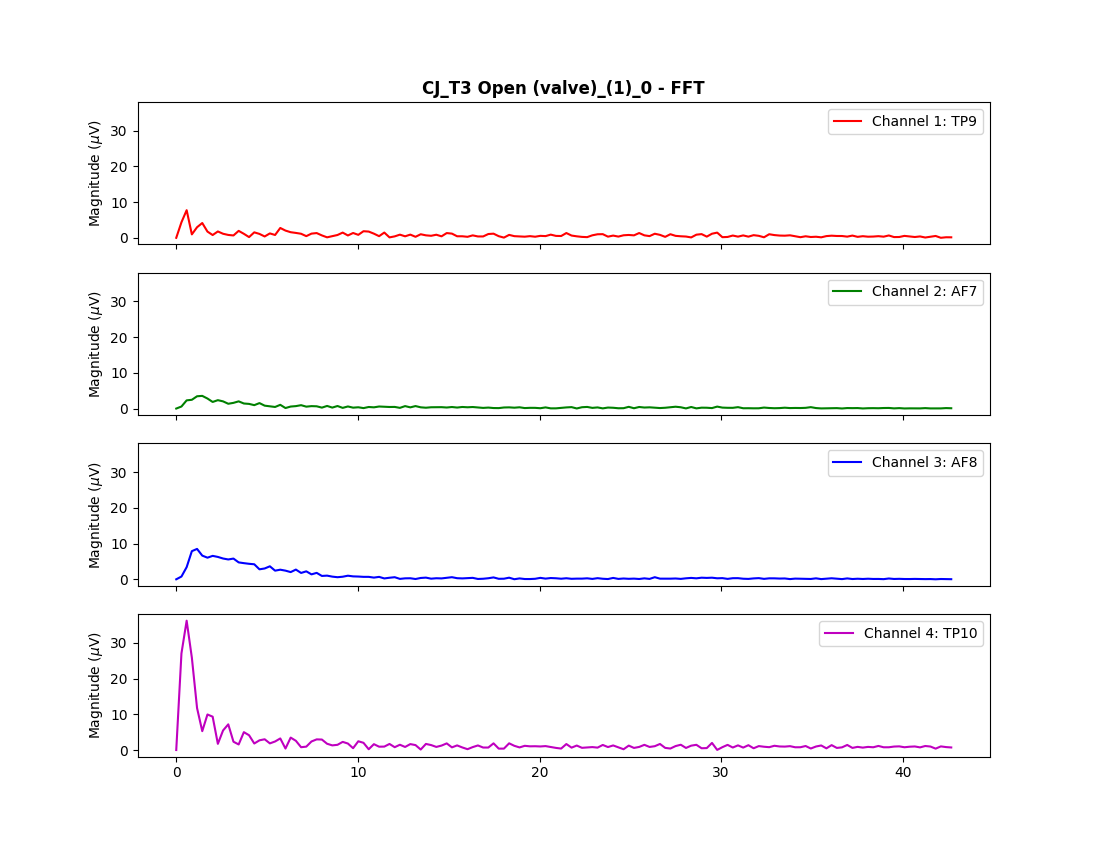 CJ_T3 Open (valve)_(1)_0 - FFT
Magnitude (μV)
30
20
10
0
Channel 1: TP9
Magnitude (μV)
30
20
10
0
Channel 2: AF7
Magnitude (μV)
30
20
10
0
Channel 3: AF8
Magnitude (μV)
30
20
10
0
Channel 4: TP10
0 10 20 30 40